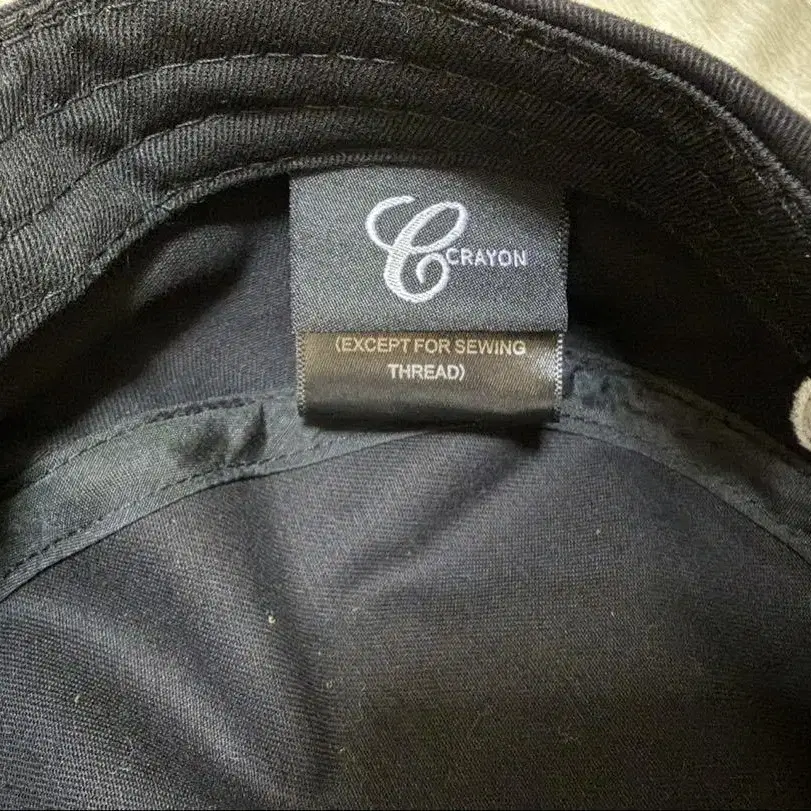 C CRAYON
(EXCEPT FOR SEWING
THREAD)